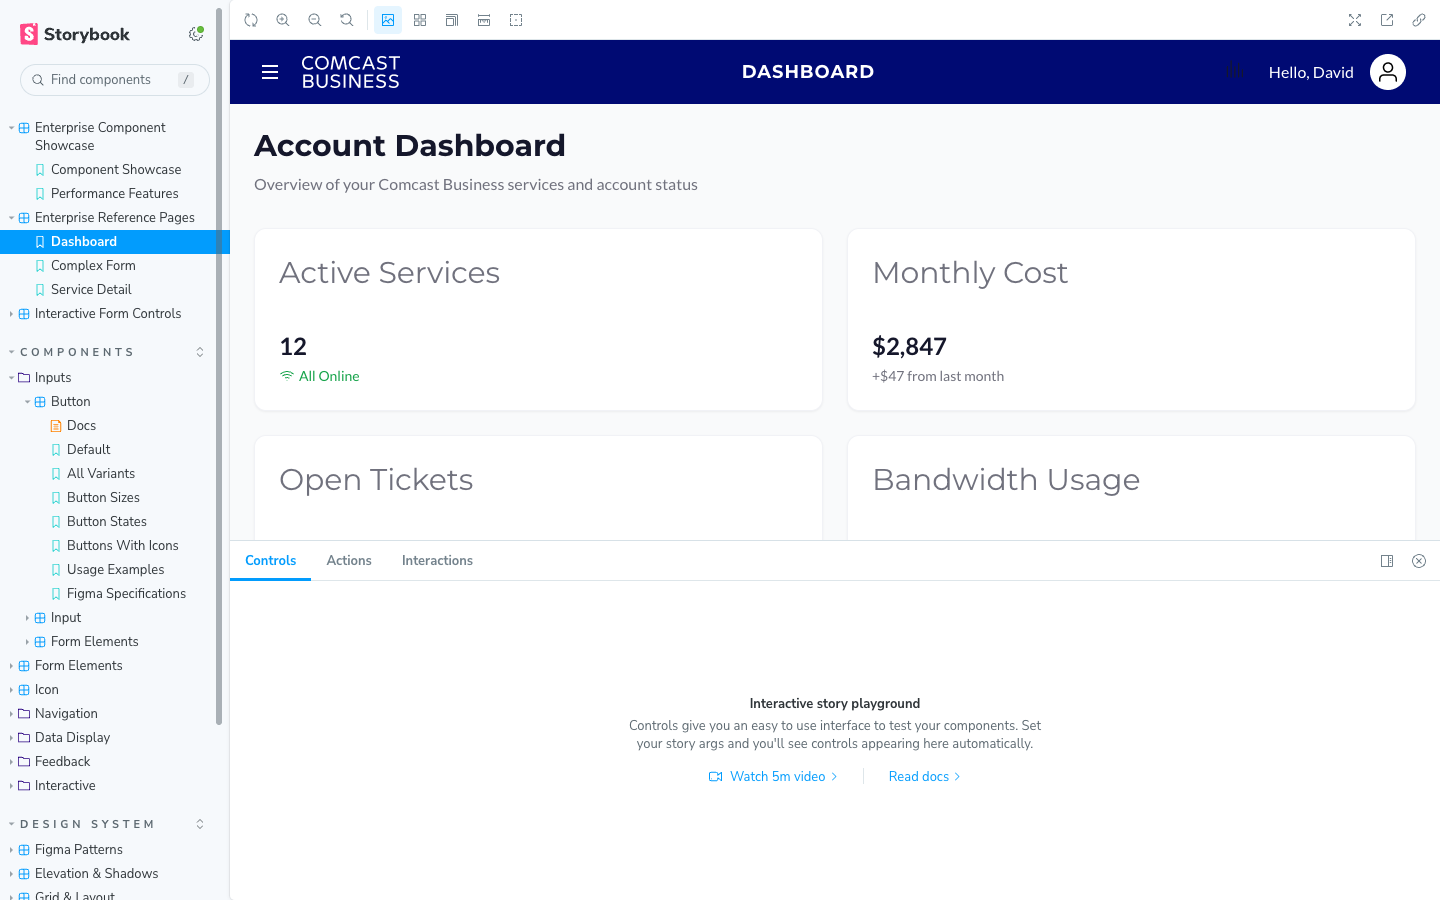 Storybook
Find components
/
Enterprise Component
Showcase
Component Showcase
Performance Features
Enterprise Reference Pages
Dashboard
Complex Form
Service Detail
Interactive Form Controls
COMPONENTS
Inputs
Button
Docs
Default
All Variants
Button Sizes
Button States
Buttons With Icons
Usage Examples
Figma Specifications
Input
Form Elements
Form Elements
Icon
Navigation
Data Display
Feedback
Interactive
DESIGN SYSTEM
Figma Patterns
Elevation & Shadows
Grid & Layout
COMCAST
BUSINESS
DASHBOARD
Hello, David
Account Dashboard
Overview of your Comcast Business services and account status
Active Services
12
All Online
Monthly Cost
$2,847
+$47 from last month
Open Tickets
Bandwidth Usage
Controls
Actions
Interactions
Interactive story playground
Controls give you an easy to use interface to test your components. Set
your story args and you'll see controls appearing here automatically.
Watch 5m video
Read docs